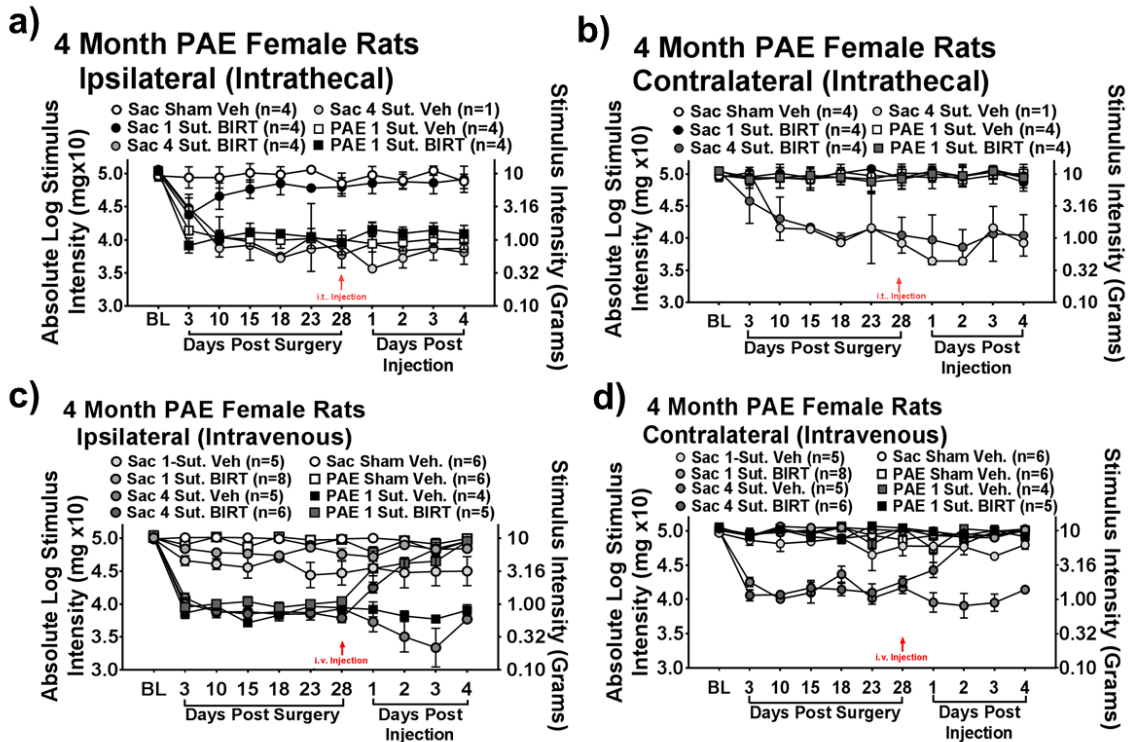 a)
4 Month PAE Female Rats
Ipsilateral (Intrathecal)
Sac Sham Veh (n=4) Sac 4 Sut. Veh (n=1)
Sac 1 Sut. BIRT (n=4) PAE 1 Sut. Veh (n=4)
Sac 4 Sut. BIRT (n=4) PAE 1 Sut. BIRT (n=4)
Absolute Log Stimulus
Intensity (mgx10)
5.0
4.5
4.0
3.5
3.0
Stimulus Intensity (Grams)
10
3.16
1.00
0.32
0.10
i.t.. Injection
BL 3 10 15 18 23 28 1 2 3 4
Days Post Surgery
Days Post
Injection
b)
4 Month PAE Female Rats
Contralateral (Intrathecal)
Sac Sham Veh (n=4) Sac 4 Sut. Veh (n=1)
Sac 1 Sut. BIRT (n=4) PAE 1 Sut. Veh (n=4)
Sac 4 Sut. BIRT (n=4) PAE 1 Sut. BIRT (n=4)
Absolute Log Stimulus
Intensity (mg x10)
5.0
4.5
4.0
3.5
3.0
Stimulus Intensity (Grams)
10
3.16
1.00
0.32
0.10
i.t.. Injection
BL 3 10 15 18 23 28 1 2 3 4
Days Post Surgery
Days Post
Injection
c)
4 Month PAE Female Rats
Ipsilateral (Intravenous)
Sac 1-Sut. Veh (n=5) Sac Sham Veh. (n=6)
Sac 1 Sut. BIRT (n=8) PAE Sham Veh. (n=6)
Sac 4 Sut. Veh (n=5) PAE 1 Sut. Veh. (n=4)
Sac 4 Sut. BIRT (n=6) PAE 1 Sut. BIRT (n=5)
Absolute Log Stimulus
Intensity (mg x10)
5.0
4.5
4.0
3.5
3.0
Stimulus Intensity (Grams)
10
3.16
1.00
0.32
0.10
i.v. Injection
BL 3 10 15 18 23 28 1 2 3 4
Days Post Surgery
Days Post
Injection
d)
4 Month PAE Female Rats
Contralateral (Intravenous)
Sac 1-Sut. Veh (n=5) Sac Sham Veh. (n=6)
Sac 1 Sut. BIRT (n=8) PAE Sham Veh. (n=6)
Sac 4 Sut. Veh. (n=5) PAE 1 Sut. Veh (n=4)
Sac 4 Sut. BIRT (n=6) PAE 1 Sut. BIRT (n=5)
Absolute Log Stimulus
Intensity (mg x10)
5.0
4.5
4.0
3.5
3.0
Stimulus Intensity (Grams)
10
3.16
1.00
0.32
0.10
i.v. Injection
BL 3 10 15 18 23 28 1 2 3 4
Days Post Surgery
Days Post
Injection